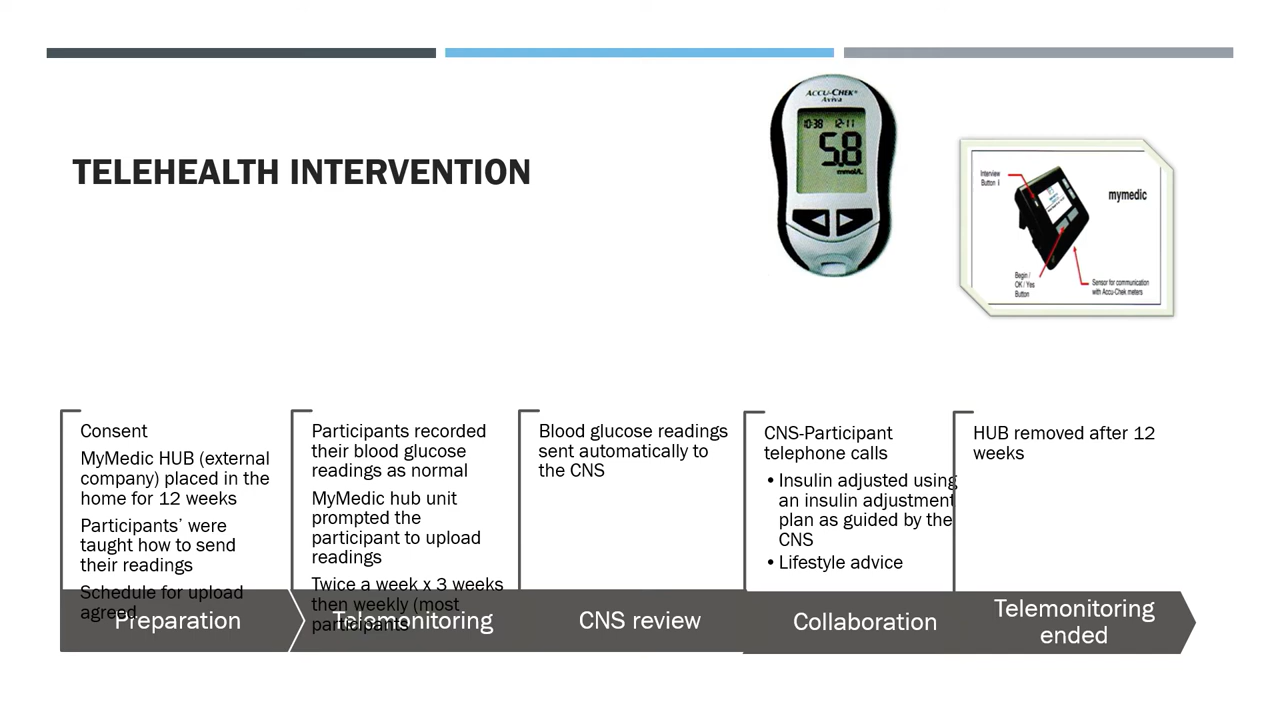 TELEHEALTH INTERVENTION
ACCU-CHEK®
Aviva
10:38 12-11
5.8
mmol/L
Interview
Button
mymedic
Begin /
OK / Yes
Button
Sensor for communication
with Accu-Chek meters
Consent
MyMedic HUB (external
company) placed in the
home for 12 weeks
Participants’ were
taught how to send
their readings
Schedule for upload
agreed
Preparation
Participants recorded
their blood glucose
readings as normal
MyMedic hub unit
prompted the
participant to upload
readings
Twice a week x 3 weeks
then weekly (most
participants
Telemonitoring
Blood glucose readings
sent automatically to
the CNS
CNS review
CNS-Participant
telephone calls
• Insulin adjusted using
an insulin adjustment
plan as guided by the
CNS
• Lifestyle advice
Collaboration
HUB removed after 12
weeks
Telemonitoring
ended